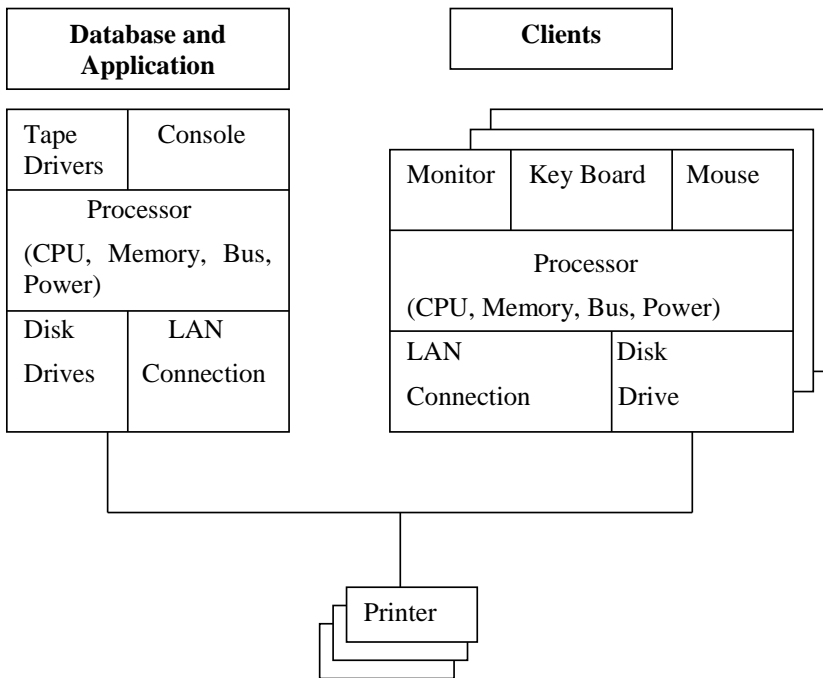 Database and
Application
Clients
Tape
Drivers
Console
Processor
(CPU, Memory, Bus,
Power)
Disk
Drives
LAN
Connection
Monitor
Key Board
Mouse
Processor
(CPU, Memory, Bus, Power)
LAN
Connection
Disk
Drive
Printer